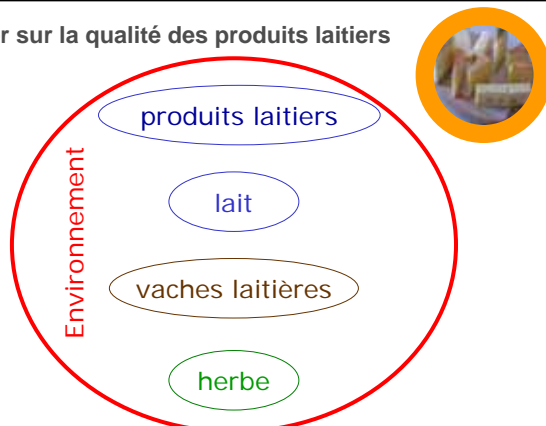 r sur la qualité des produits laitiers
produits laitiers
lait
Environnement
vaches laitières
herbe